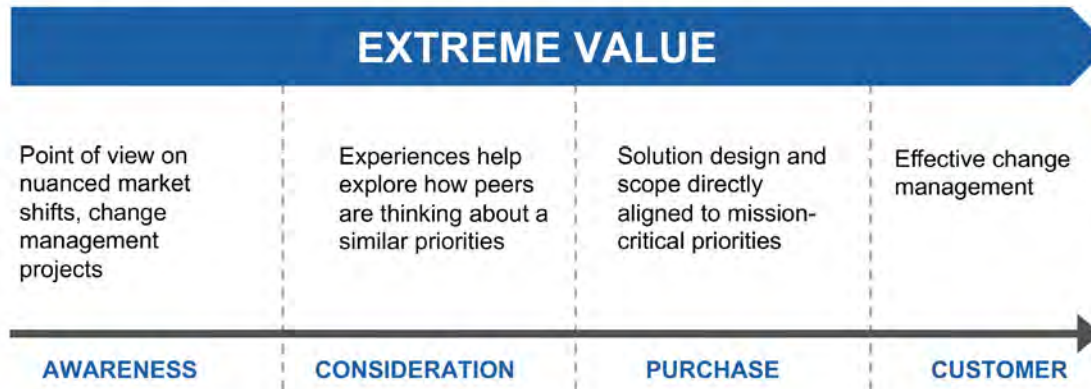 EXTREME VALUE
Point of view on
nuanced market
shifts, change
management
projects
Experiences help
explore how peers
are thinking about a
similar priorities
Solution design and
scope directly
aligned to mission-
critical priorities
Effective change
management
AWARENESS
CONSIDERATION
PURCHASE
CUSTOMER